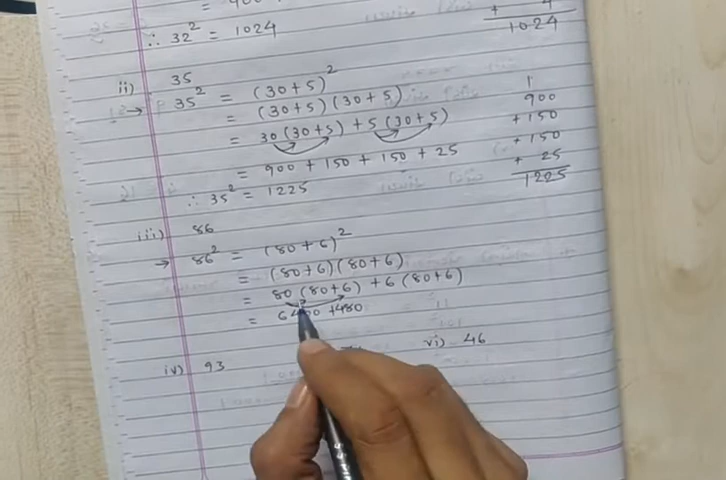 ∴ 32² = 1024
+ 4
1024
ii) 35
→ 35² = (30+5)²
= (30+5)(30+5)
= 30(30+5) + 5(30+5)
= 900 + 150 + 150 + 25
∴ 35² = 1225
1
900
+ 150
+ 150
+ 25
1225
iii) 86
→ 86² = (80+6)²
= (80+6)(80+6)
= 80(80+6) + 6(80+6)
= 6400 + 480
iv) 93
vi) 46